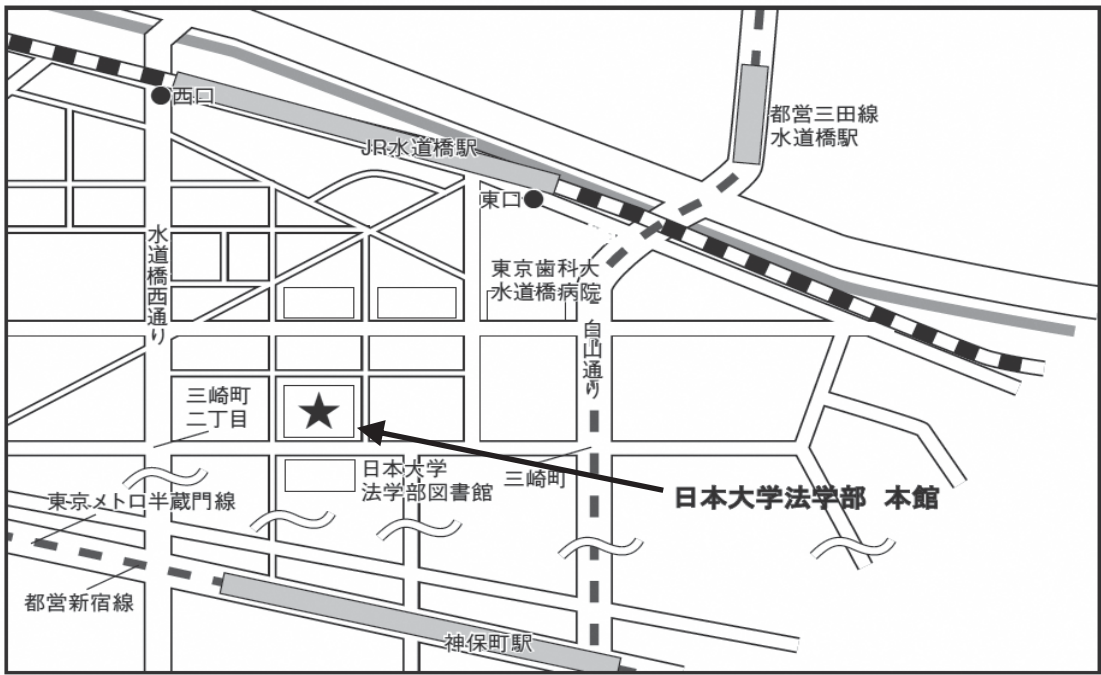 西口
JR水道橋駅
都営三田線
水道橋駅
東口
水道橋西通り
東京歯科大
水道橋病院
白山通り
三崎町
二丁目
日本大学
法学部図書館
三崎町
日本大学法学部 本館
東京メトロ半蔵門線
都営新宿線
神保町駅